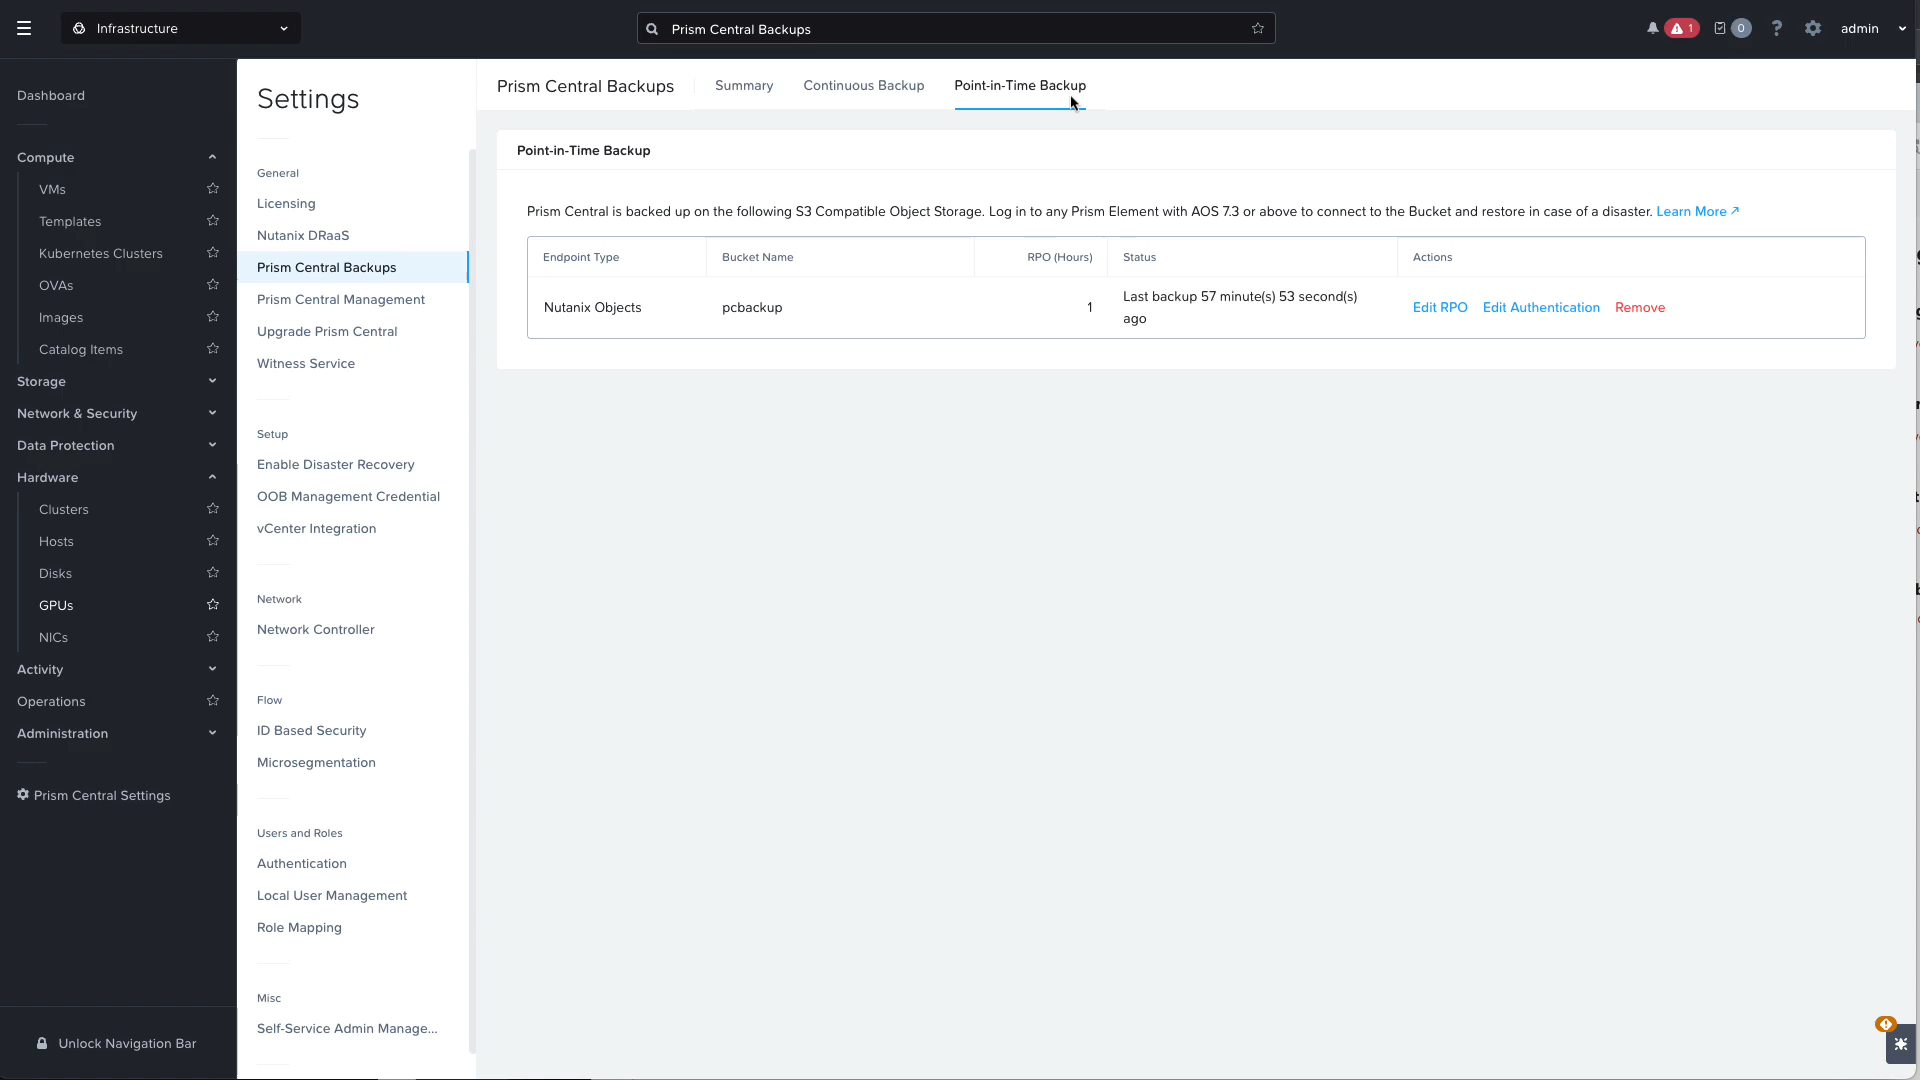 Infrastructure
Prism Central Backups
1
0
?
admin
Dashboard
Compute
VMs
Templates
Kubernetes Clusters
OVAs
Images
Catalog Items
Storage
Network & Security
Data Protection
Hardware
Clusters
Hosts
Disks
GPUs
NICs
Activity
Operations
Administration
Prism Central Settings
Unlock Navigation Bar
Settings
General
Licensing
Nutanix DRaaS
Prism Central Backups
Prism Central Management
Upgrade Prism Central
Witness Service
Setup
Enable Disaster Recovery
OOB Management Credential
vCenter Integration
Network
Network Controller
Flow
ID Based Security
Microsegmentation
Users and Roles
Authentication
Local User Management
Role Mapping
Misc
Self-Service Admin Manage...
Prism Central Backups
Summary
Continuous Backup
Point-in-Time Backup
Point-in-Time Backup
Prism Central is backed up on the following S3 Compatible Object Storage. Log in to any Prism Element with AOS 7.3 or above to connect to the Bucket and restore in case of a disaster. Learn More
Endpoint Type
Bucket Name
RPO (Hours)
Status
Actions
Nutanix Objects
pcbackup
1
Last backup 57 minute(s) 53 second(s)
ago
Edit RPO
Edit Authentication
Remove